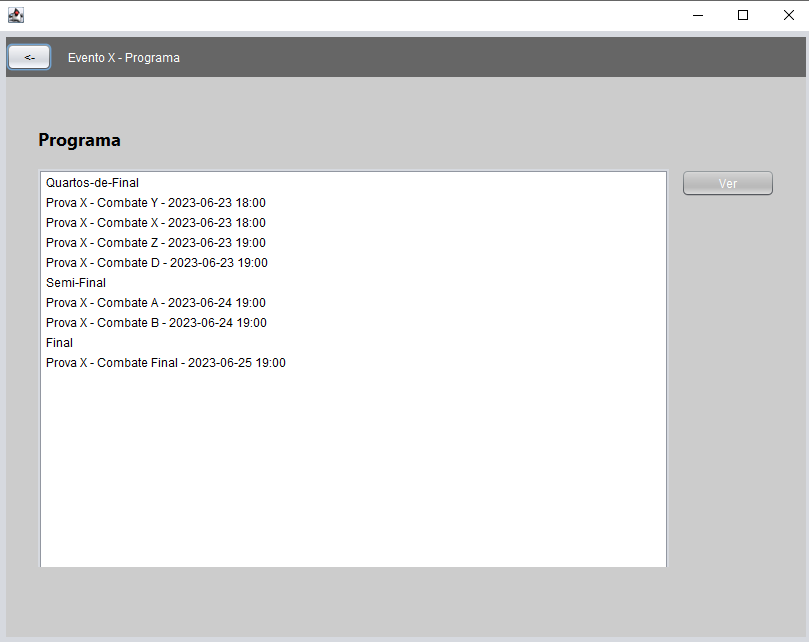 <- Evento X - Programa
Programa
Quartos-de-Final
Prova X - Combate Y - 2023-06-23 18:00
Prova X - Combate X - 2023-06-23 18:00
Prova X - Combate Z - 2023-06-23 19:00
Prova X - Combate D - 2023-06-23 19:00
Semi-Final
Prova X - Combate A - 2023-06-24 19:00
Prova X - Combate B - 2023-06-24 19:00
Final
Prova X - Combate Final - 2023-06-25 19:00
Ver